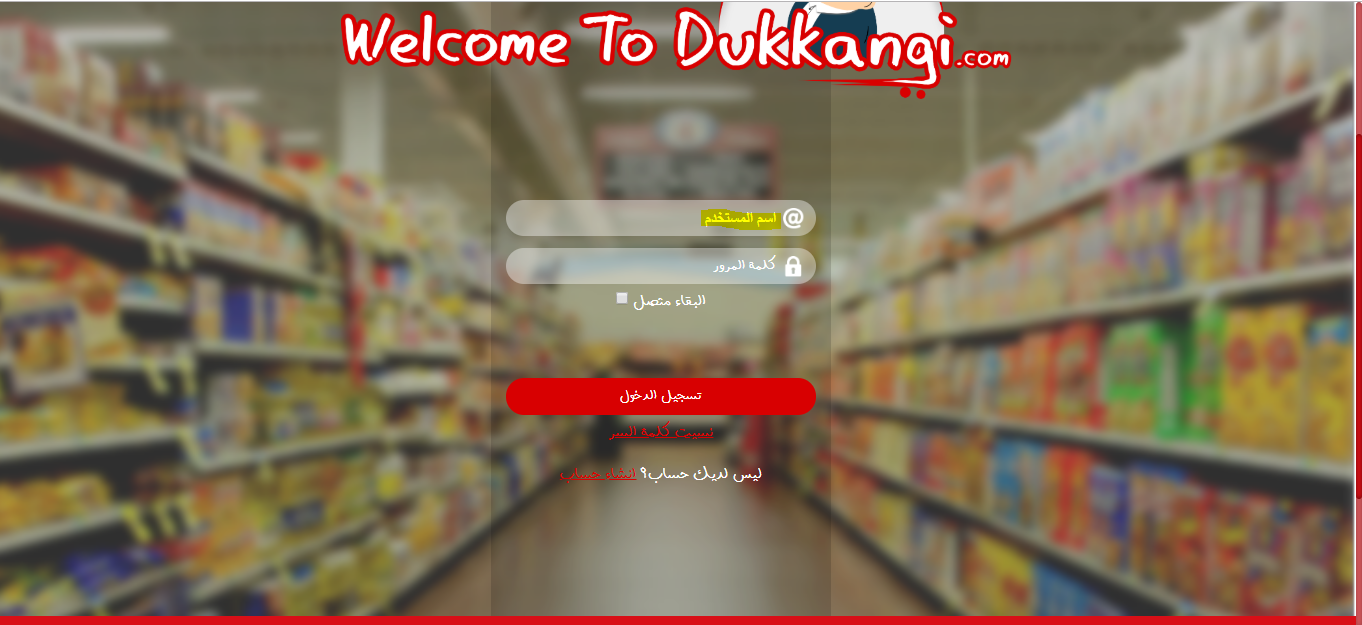 Welcome To Dukkangi.com
اسم المستخدم
كلمة المرور
البقاء متصل
تسجيل الدخول
نسيت كلمة السر
ليس لديك حساب؟ انشاء حساب